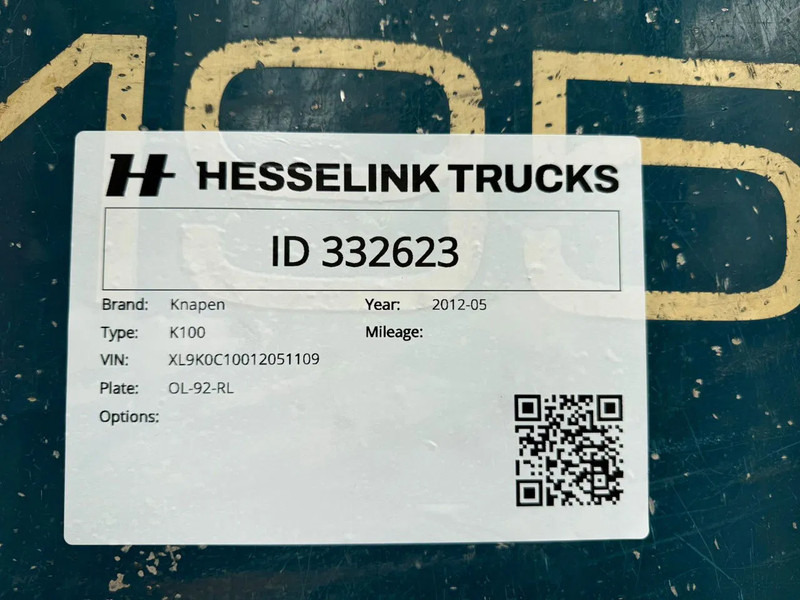 195
HESSELINK TRUCKS
ID 332623
Brand: Knapen Year: 2012-05
Type: K100 Mileage:
VIN: XL9K0C10012051109
Plate: OL-92-RL
Options: